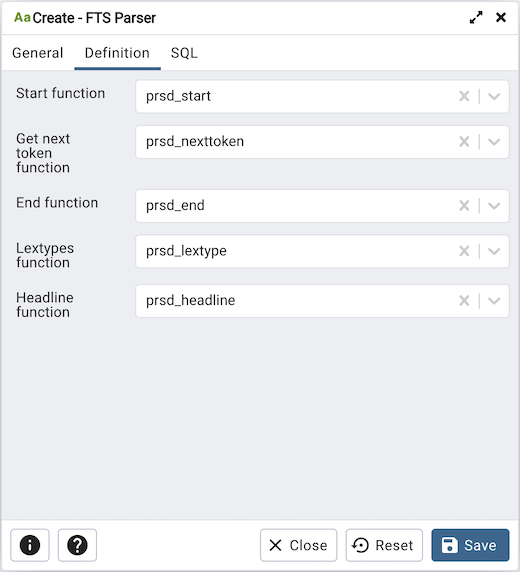 Aa Create - FTS Parser
General Definition SQL
Start function prsd_start
Get next
token
function
prsd_nexttoken
End function prsd_end
Lextypes
function
prsd_lextype
Headline
function
prsd_headline
Close Reset Save